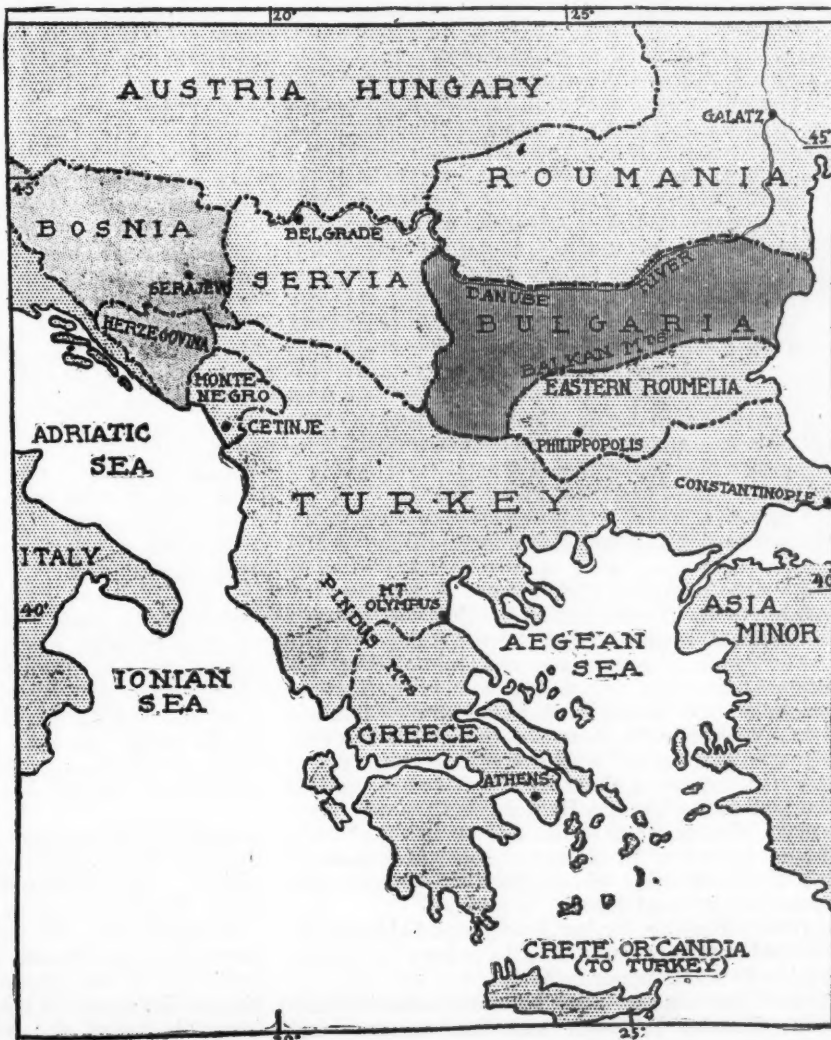 20° 25°
AUSTRIA HUNGARY
GALATZ
45°
45°
ROUMANIA
BOSNIA
BELGRADE
SERAJEVO
SERVIA
DANUBE RIVER
BULGARIA
HERZEGOVINA
BALKAN MTS.
MONTE-
NEGRO
EASTERN ROUMELIA
CETINJE
ADRIATIC
SEA
PHILIPPOPOLIS
TURKEY
CONSTANTINOPLE
ITALY
40°
40°
MT
OLYMPUS
PINDUS MTS
ASIA
MINOR
AEGEAN
SEA
IONIAN
SEA
GREECE
ATHENS
CRETE, OR CANDIA
(TO TURKEY)
20° 25°